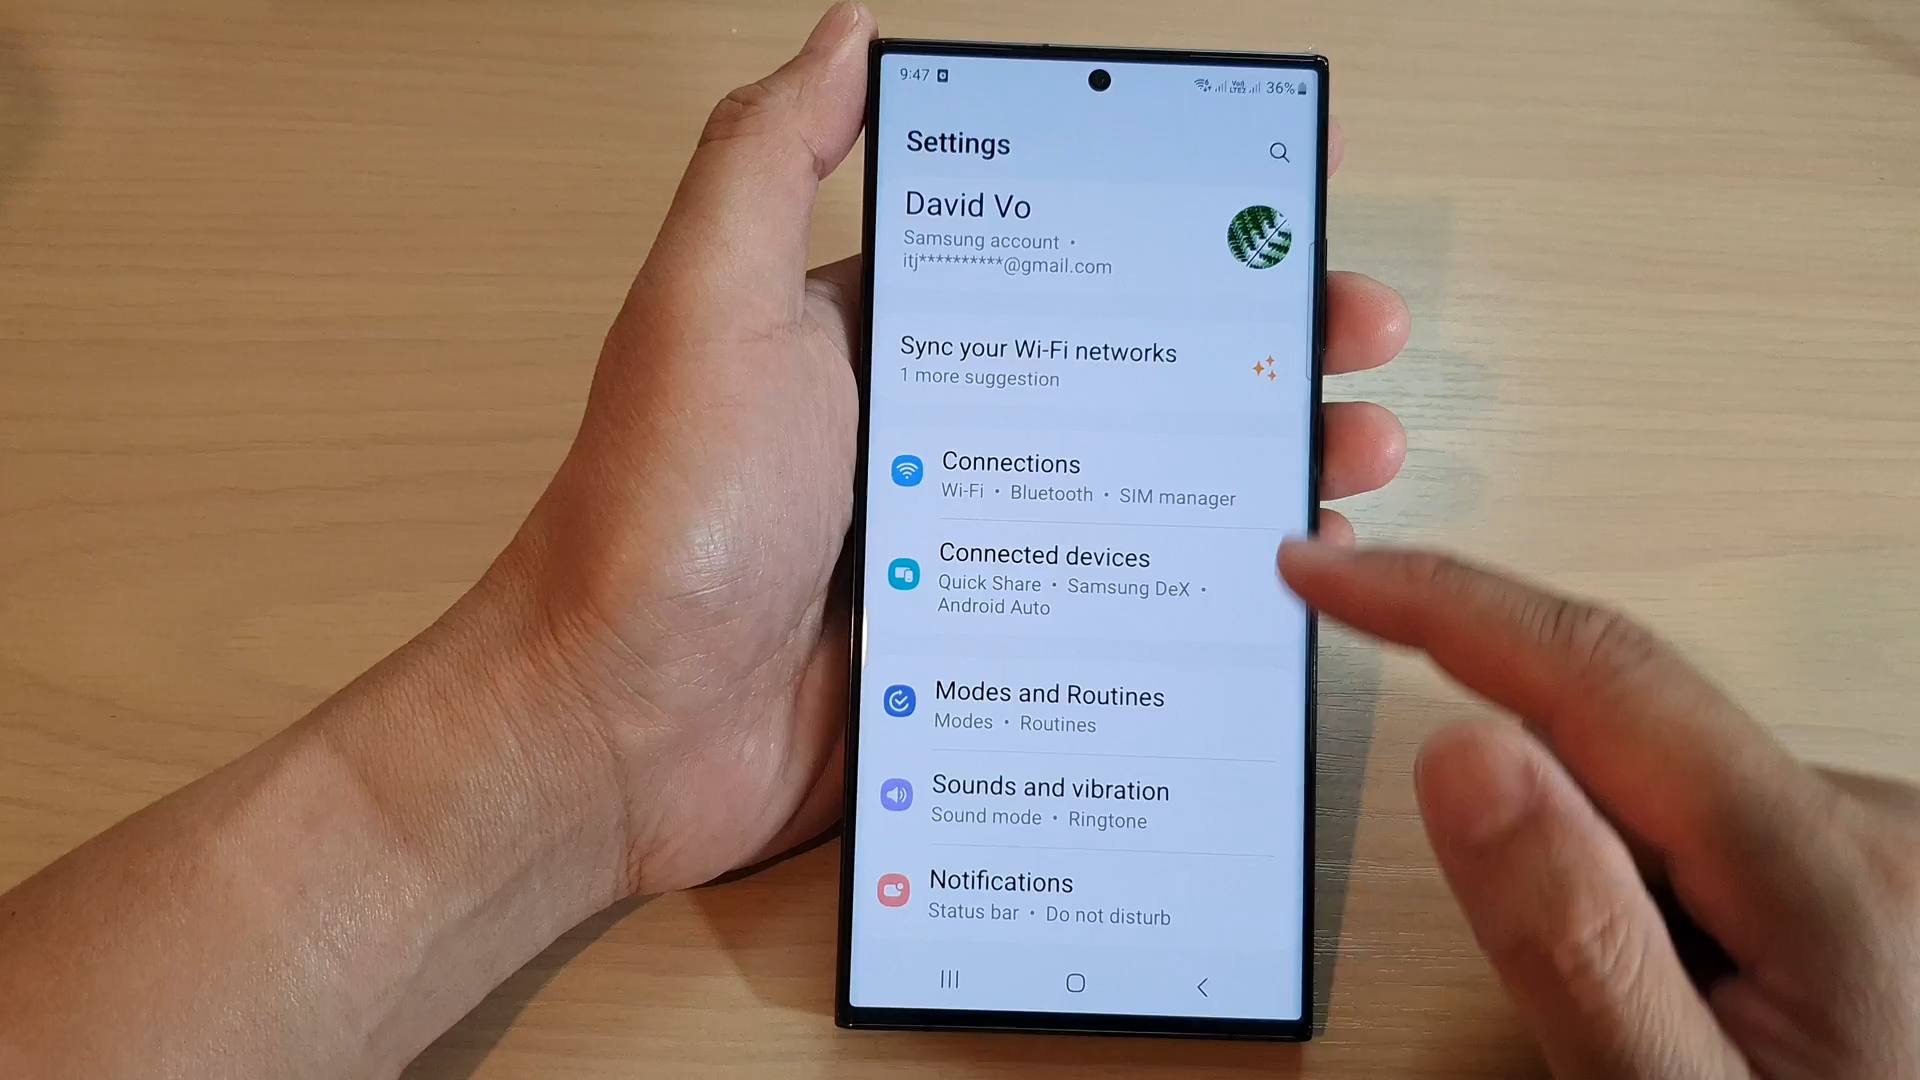 9:47
36%
Settings
David Vo
Samsung account •
itj**********@gmail.com
Sync your Wi-Fi networks
1 more suggestion
Connections
Wi-Fi • Bluetooth • SIM manager
Connected devices
Quick Share • Samsung DeX •
Android Auto
Modes and Routines
Modes • Routines
Sounds and vibration
Sound mode • Ringtone
Notifications
Status bar • Do not disturb